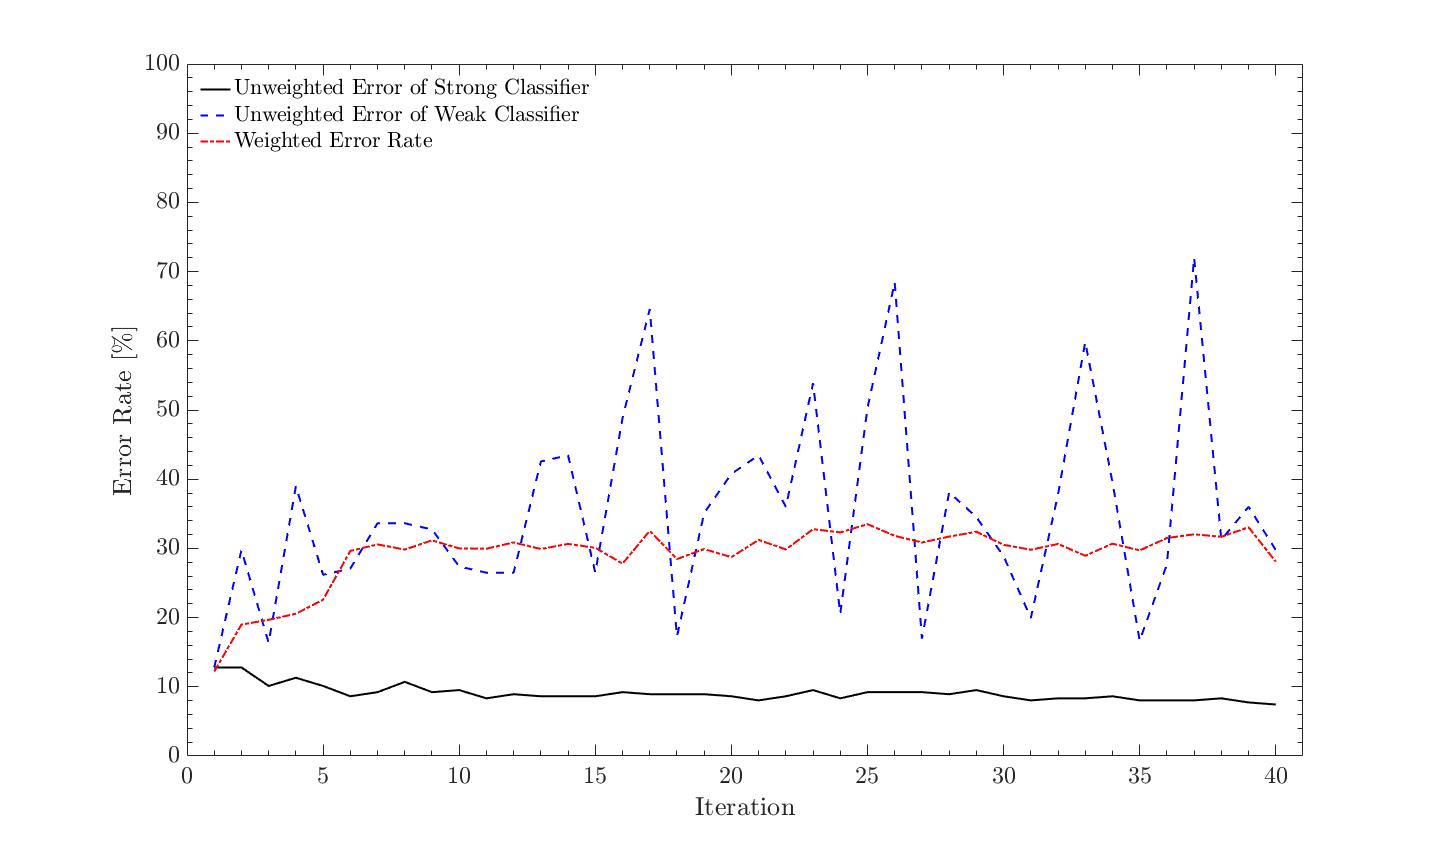 100
Unweighted Error of Strong Classifier
Unweighted Error of Weak Classifier
Weighted Error Rate
90
80
70
60
50
40
30
20
10
0
Error Rate [%]
0 5 10 15 20 25 30 35 40
Iteration